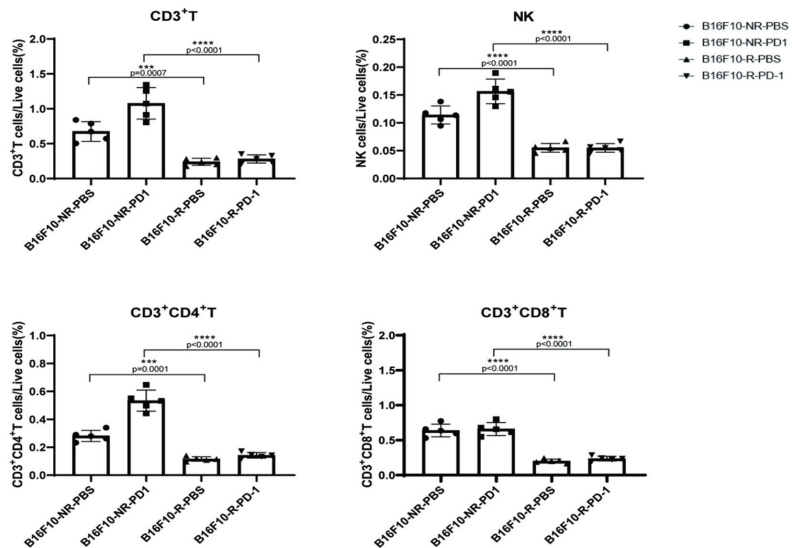 CD3⁺T
CD3⁺T cells/Live cells(%)
2.0
1.5
1.0
0.5
0.0
****
p<0.0001
***
p=0.0007
B16F10-NR-PBS
B16F10-NR-PD1
B16F10-R-PBS
B16F10-R-PD-1
NK
NK cells/Live cells(%)
0.25
0.20
0.15
0.10
0.05
0.00
****
p<0.0001
****
p<0.0001
B16F10-NR-PBS
B16F10-NR-PD1
B16F10-R-PBS
B16F10-R-PD-1
B16F10-NR-PBS
B16F10-NR-PD1
B16F10-R-PBS
B16F10-R-PD-1
CD3⁺CD4⁺T
CD3⁺CD4⁺T cells/Live cells(%)
1.0
0.8
0.6
0.4
0.2
0.0
****
p<0.0001
***
p=0.0001
B16F10-NR-PBS
B16F10-NR-PD1
B16F10-R-PBS
B16F10-R-PD-1
CD3⁺CD8⁺T
CD3⁺CD8⁺T cells/Live cells(%)
2.0
1.5
1.0
0.5
0.0
****
p<0.0001
****
p<0.0001
B16F10-NR-PBS
B16F10-NR-PD1
B16F10-R-PBS
B16F10-R-PD-1